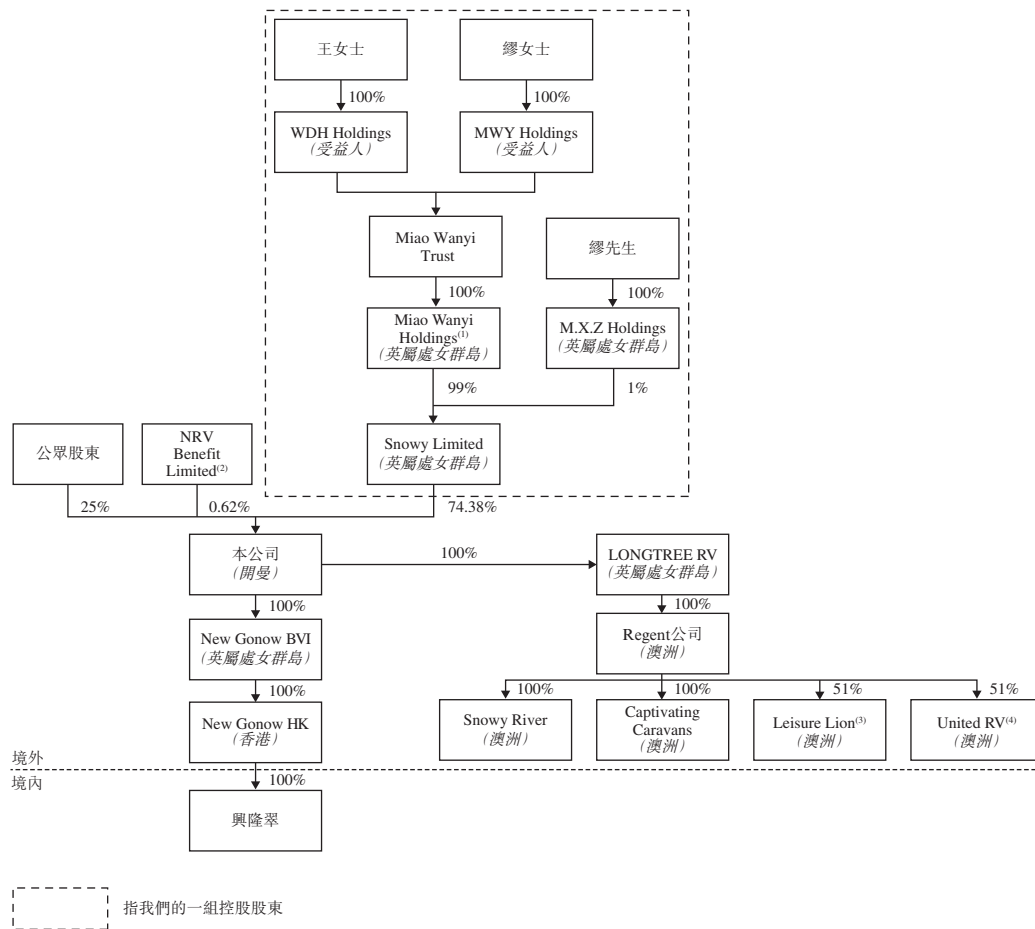 王女士
繆女士
100%
100%
WDH Holdings
（受益人）
MWY Holdings
（受益人）
Miao Wanyi
Trust
繆先生
100%
100%
Miao Wanyi
Holdings(1)
（英屬處女群島）
M.X.Z Holdings
（英屬處女群島）
99%
1%
公眾股東
NRV
Benefit
Limited(2)
Snowy Limited
（英屬處女群島）
25%
0.62%
74.38%
本公司
（開曼）
100%
LONGTREE RV
（英屬處女群島）
100%
100%
New Gonow BVI
（英屬處女群島）
Regent公司
（澳洲）
100%
100%
100%
51%
51%
New Gonow HK
（香港）
Snowy River
（澳洲）
Captivating
Caravans
（澳洲）
Leisure Lion(3)
（澳洲）
United RV(4)
（澳洲）
境外
境內
100%
興隆翠
指我們的一組控股股東